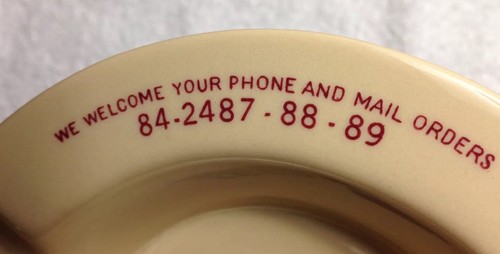 WE WELCOME YOUR PHONE AND MAIL ORDERS
84-2487 - 88 - 89